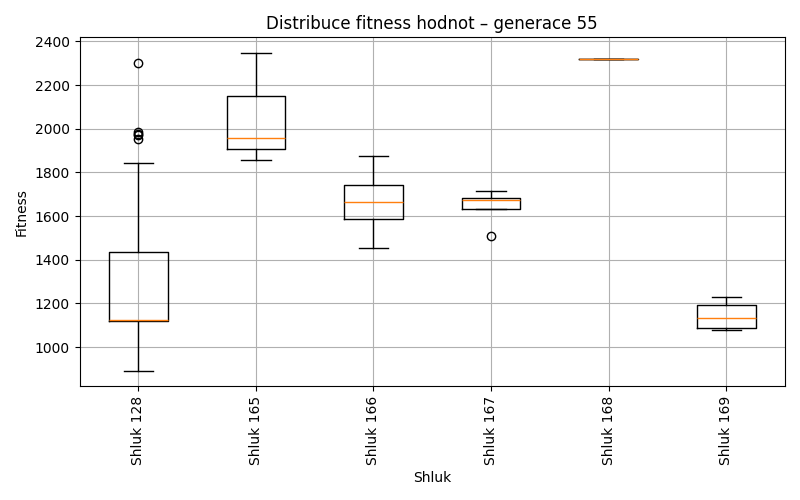 Distribuce fitness hodnot – generace 55
Fitness
2400
2200
2000
1800
1600
1400
1200
1000
Shluk 128
Shluk 165
Shluk 166
Shluk 167
Shluk 168
Shluk 169
Shluk